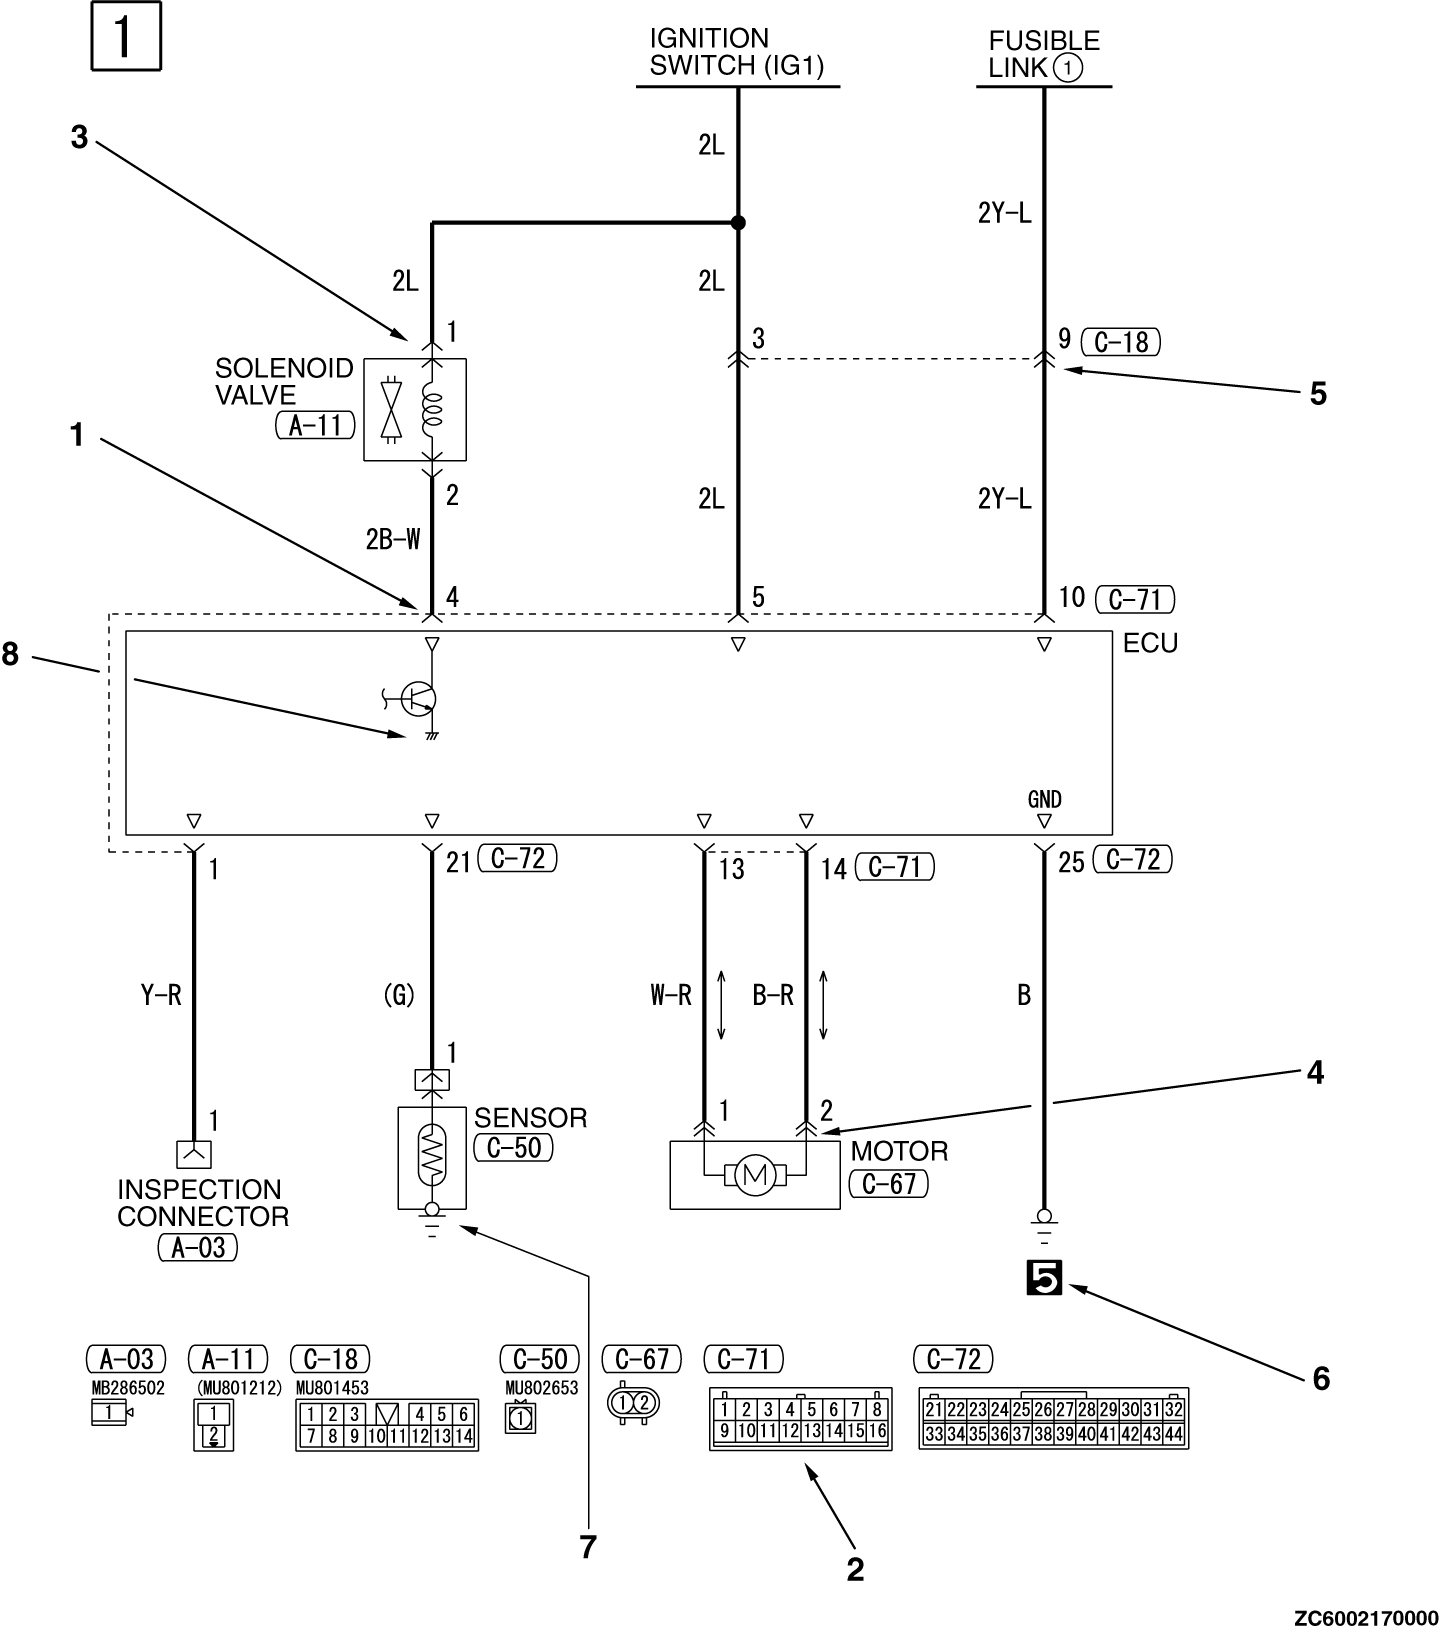 1
IGNITION
SWITCH (IG1)
FUSIBLE
LINK ①
3
2L
2Y-L
2L
2L
1
3
9
C-18
SOLENOID
VALVE
A-11
5
1
2
2L
2Y-L
2B-W
4
5
10
C-71
ECU
8
GND
1
21
C-72
13
14
C-71
25
C-72
Y-R
(G)
W-R
B-R
B
1
4
1
1
2
SENSOR
C-50
MOTOR
C-67
M
INSPECTION
CONNECTOR
A-03
5
6
A-03
A-11
C-18
C-50
C-67
C-71
C-72
MB286502
(MU801212)
MU801453
MU802653
1
1
2
1 2 3 4 5 6
7 8 9 10 11 12 13 14
1
1 2
1 2 3 4 5 6 7 8
9 10 11 12 13 14 15 16
21 22 23 24 25 26 27 28 29 30 31 32
33 34 35 36 37 38 39 40 41 42 43 44
7
2
ZC6002170000